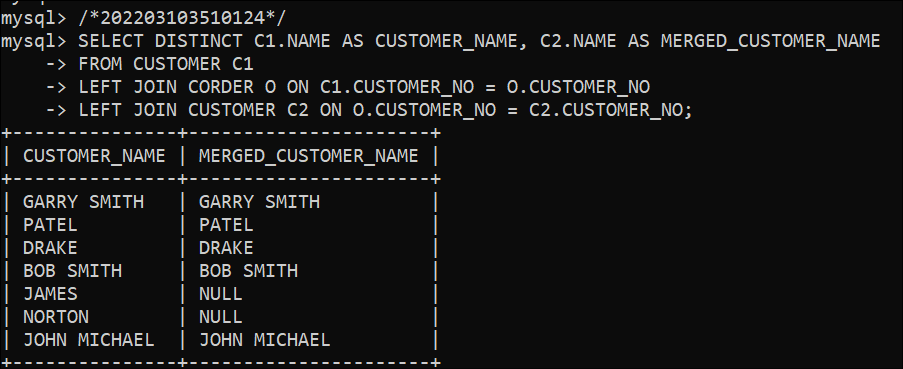 mysql> /*202203103510124*/
mysql> SELECT DISTINCT C1.NAME AS CUSTOMER_NAME, C2.NAME AS MERGED_CUSTOMER_NAME
    -> FROM CUSTOMER C1
    -> LEFT JOIN CORDER O ON C1.CUSTOMER_NO = O.CUSTOMER_NO
    -> LEFT JOIN CUSTOMER C2 ON O.CUSTOMER_NO = C2.CUSTOMER_NO;
+---------------+----------------------+
| CUSTOMER_NAME | MERGED_CUSTOMER_NAME |
+---------------+----------------------+
| GARRY SMITH   | GARRY SMITH          |
| PATEL         | PATEL                |
| DRAKE         | DRAKE                |
| BOB SMITH     | BOB SMITH            |
| JAMES         | NULL                 |
| NORTON        | NULL                 |
| JOHN MICHAEL  | JOHN MICHAEL         |
+---------------+----------------------+